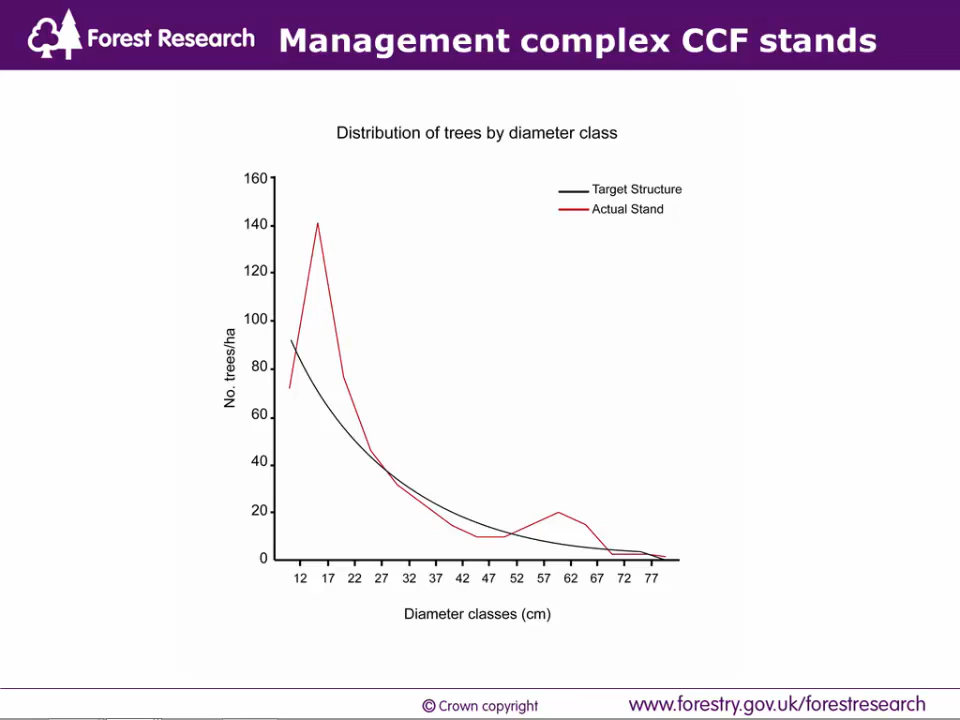 Forest Research
Management complex CCF stands
Distribution of trees by diameter class
Target Structure
Actual Stand
No. trees/ha
160
140
120
100
80
60
40
20
0
12 17 22 27 32 37 42 47 52 57 62 67 72 77
Diameter classes (cm)
© Crown copyright
www.forestry.gov.uk/forestresearch